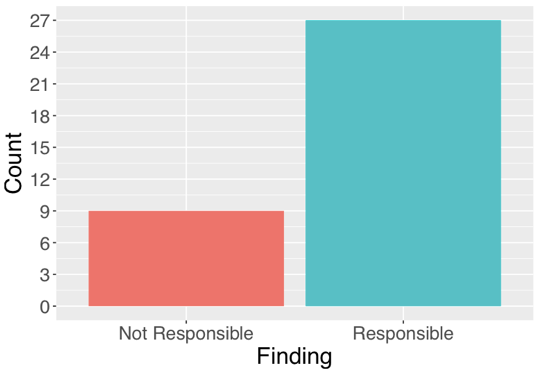 27
24
21
18
15
12
9
6
3
0
Count
Not Responsible
Responsible
Finding